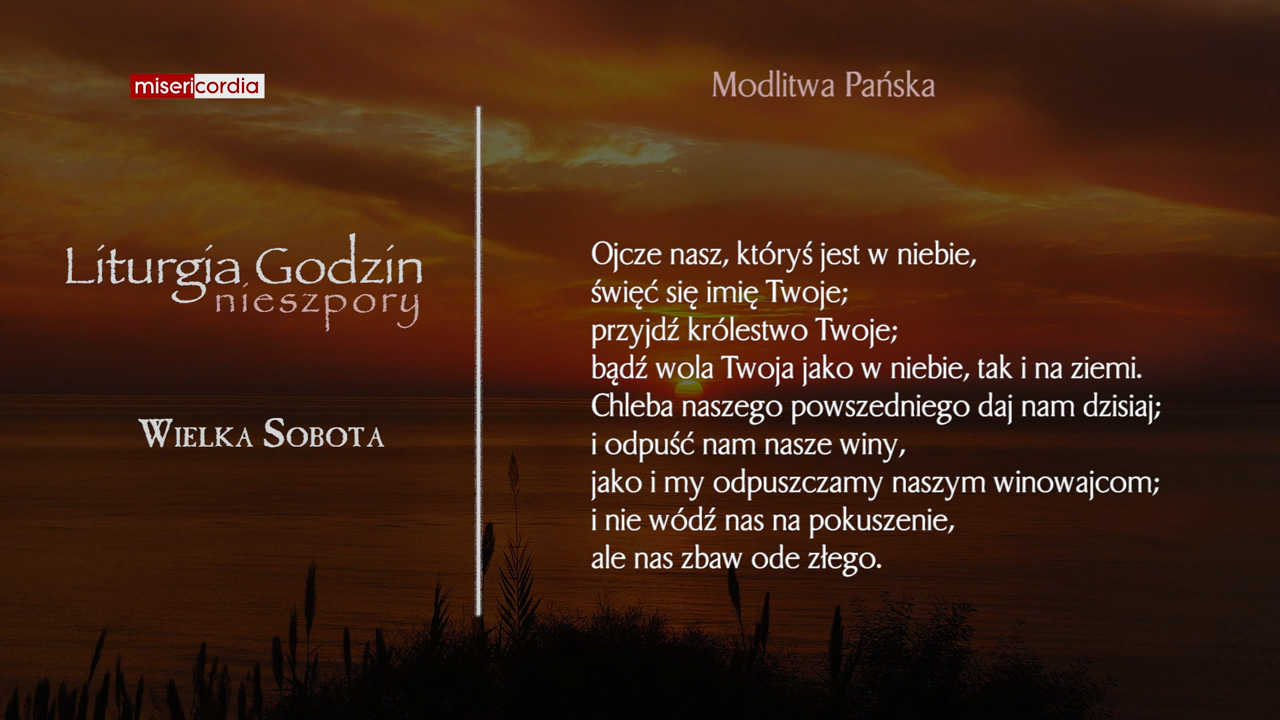 misericordia
Liturgia Godzin
nieszpory
Wielka Sobota
Modlitwa Pańska
Ojcze nasz, któryś jest w niebie,
święć się imię Twoje;
przyjdź królestwo Twoje;
bądź wola Twoja jako w niebie, tak i na ziemi.
Chleba naszego powszedniego daj nam dzisiaj;
i odpuść nam nasze winy,
jako i my odpuszczamy naszym winowajcom;
i nie wódź nas na pokuszenie,
ale nas zbaw ode złego.